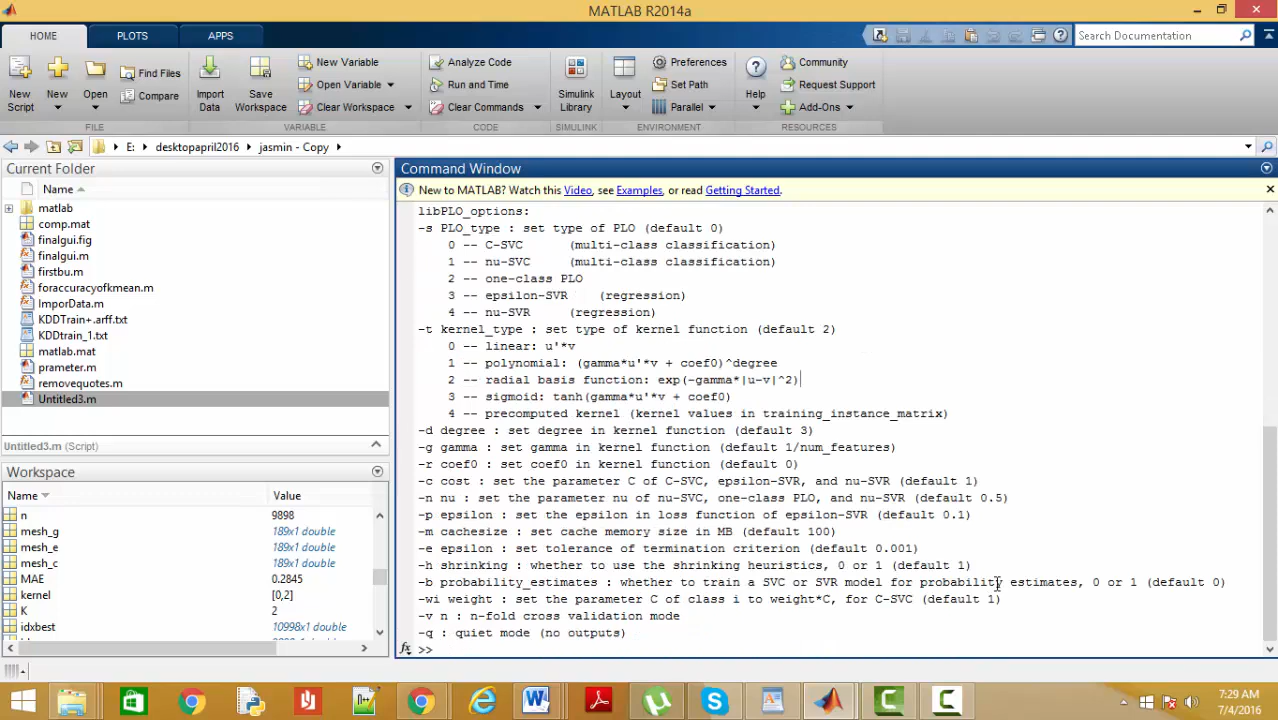 MATLAB R2014a
HOME
PLOTS
APPS
Search Documentation
New Script
New
Open
Find Files
Compare
Import Data
Save Workspace
New Variable
Open Variable
Clear Workspace
Analyze Code
Run and Time
Clear Commands
Simulink Library
Layout
Preferences
Set Path
Parallel
Help
Community
Request Support
Add-Ons
FILE
VARIABLE
CODE
SIMULINK
ENVIRONMENT
RESOURCES
E: desktopapril2016 jasmin - Copy
Current Folder
Name
matlab
comp.mat
finalgui.fig
finalgui.m
firstbu.m
foraccuracyofkmean.m
ImporData.m
KDDTrain+.arff.txt
KDDtrain_1.txt
matlab.mat
prameter.m
removequotes.m
Untitled3.m
Untitled3.m
Workspace
Name Value
n 9898
mesh_g 189x1 double
mesh_e 189x1 double
mesh_c 189x1 double
MAE 0.2845
kernel [0,2]
K 2
idxbest 10998x1 double
Command Window
New to MATLAB? Watch this Video, see Examples, or read Getting Started.
libPLO_options:
-s PLO_type : set type of PLO (default 0)
0 -- C-SVC (multi-class classification)
1 -- nu-SVC (multi-class classification)
2 -- one-class PLO
3 -- epsilon-SVR (regression)
4 -- nu-SVR (regression)
-t kernel_type : set type of kernel function (default 2)
0 -- linear: u'*v
1 -- polynomial: (gamma*u'*v + coef0)^degree
2 -- radial basis function: exp(-gamma*|u-v|^2)
3 -- sigmoid: tanh(gamma*u'*v + coef0)
4 -- precomputed kernel (kernel values in training_instance_matrix)
-d degree : set degree in kernel function (default 3)
-g gamma : set gamma in kernel function (default 1/num_features)
-r coef0 : set coef0 in kernel function (default 0)
-c cost : set the parameter C of C-SVC, epsilon-SVR, and nu-SVR (default 1)
-n nu : set the parameter nu of nu-SVC, one-class PLO, and nu-SVR (default 0.5)
-p epsilon : set the epsilon in loss function of epsilon-SVR (default 0.1)
-m cachesize : set cache memory size in MB (default 100)
-e epsilon : set tolerance of termination criterion (default 0.001)
-h shrinking : whether to use the shrinking heuristics, 0 or 1 (default 1)
-b probability_estimates : whether to train a SVC or SVR model for probability estimates, 0 or 1 (default 0)
-wi weight : set the parameter C of class i to weight*C, for C-SVC (default 1)
-v n : n-fold cross validation mode
-q : quiet mode (no outputs)
fx >>
7:29 AM
7/4/2016